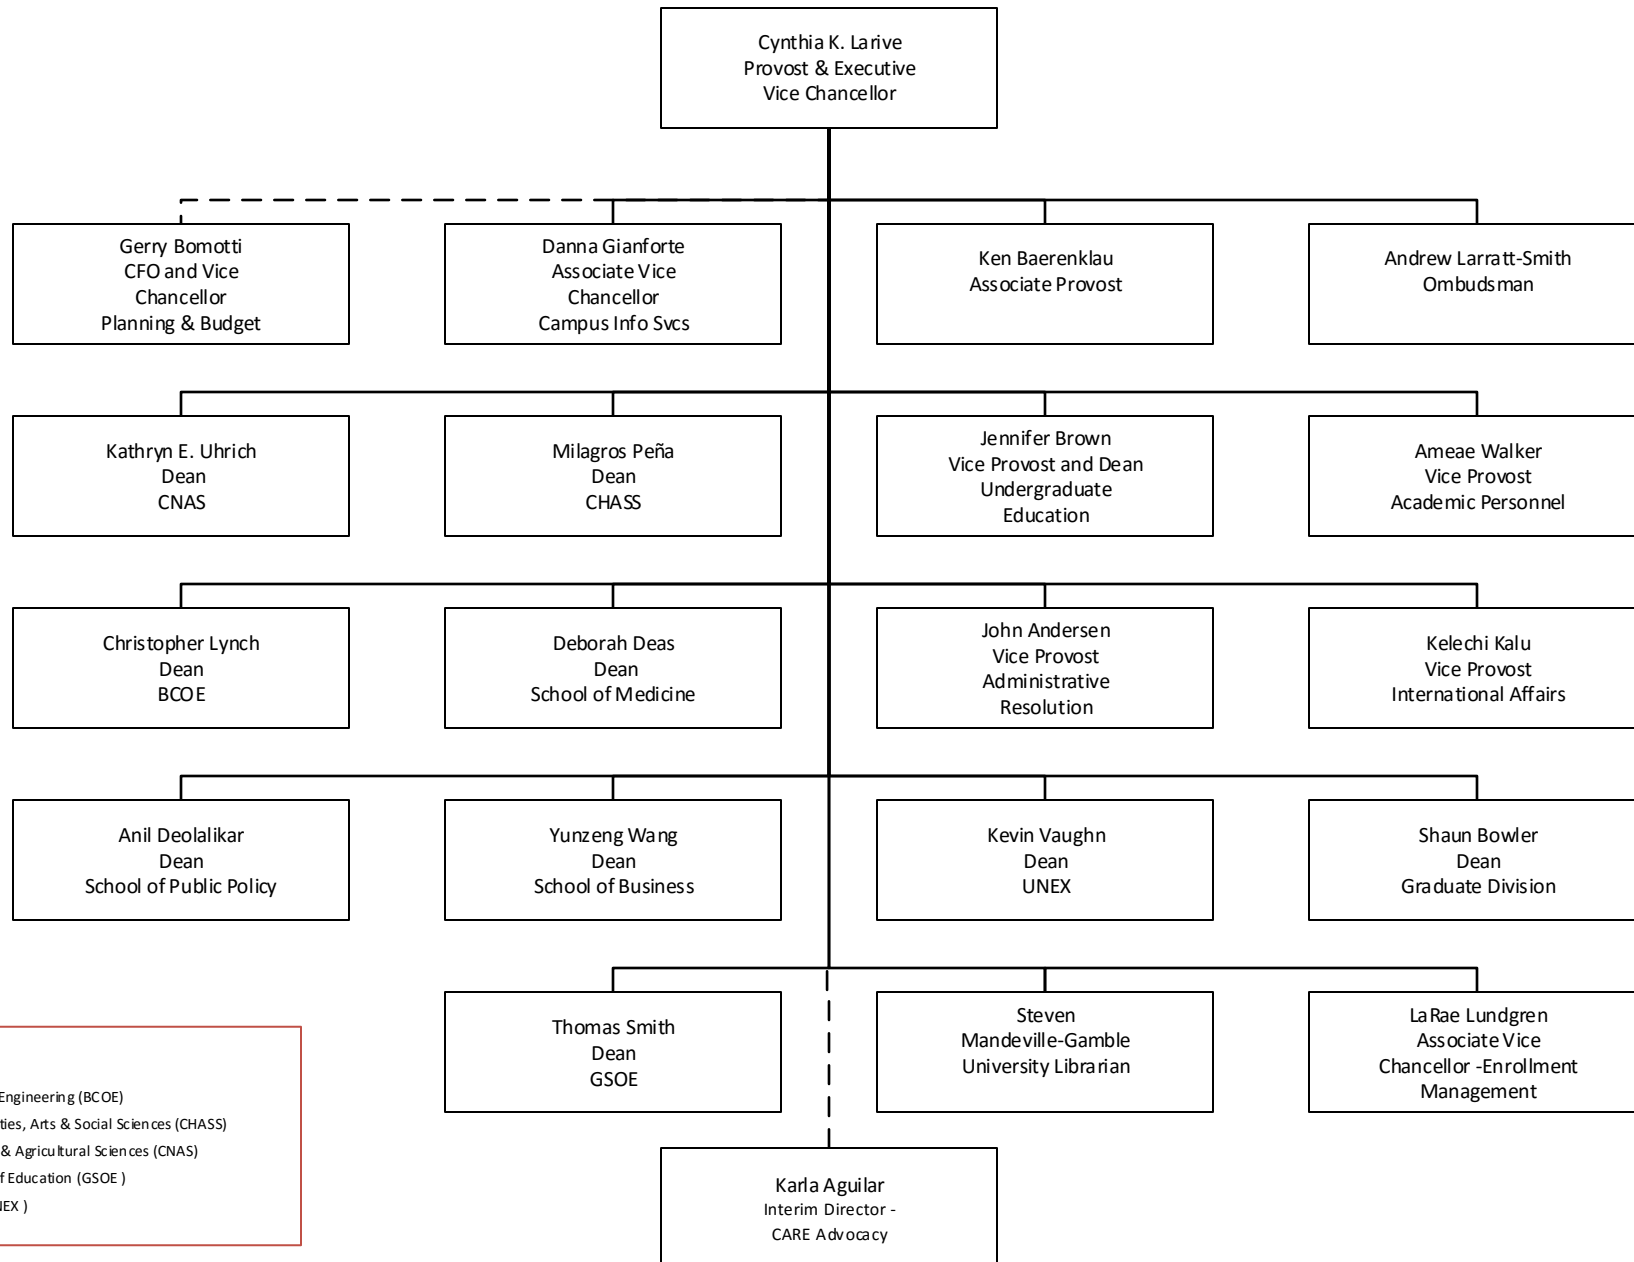 Cynthia K. Larive
Provost & Executive
Vice Chancellor
Gerry Bomotti
CFO and Vice
Chancellor
Planning & Budget
Danna Gianforte
Associate Vice
Chancellor
Campus Info Svcs
Ken Baerenklau
Associate Provost
Andrew Larratt-Smith
Ombudsman
Kathryn E. Uhrich
Dean
CNAS
Milagros Peña
Dean
CHASS
Jennifer Brown
Vice Provost and Dean
Undergraduate
Education
Ameae Walker
Vice Provost
Academic Personnel
Christopher Lynch
Dean
BCOE
Deborah Deas
Dean
School of Medicine
John Andersen
Vice Provost
Administrative
Resolution
Kelechi Kalu
Vice Provost
International Affairs
Anil Deolalikar
Dean
School of Public Policy
Yunzeng Wang
Dean
School of Business
Kevin Vaughn
Dean
UNEX
Shaun Bowler
Dean
Graduate Division
Thomas Smith
Dean
GSOE
Steven
Mandeville-Gamble
University Librarian
LaRae Lundgren
Associate Vice
Chancellor -Enrollment
Management
Engineering (BCOE)
ties, Arts & Social Sciences (CHASS)
& Agricultural Sciences (CNAS)
f Education (GSOE )
NEX )
Karla Aguilar
Interim Director -
CARE Advocacy